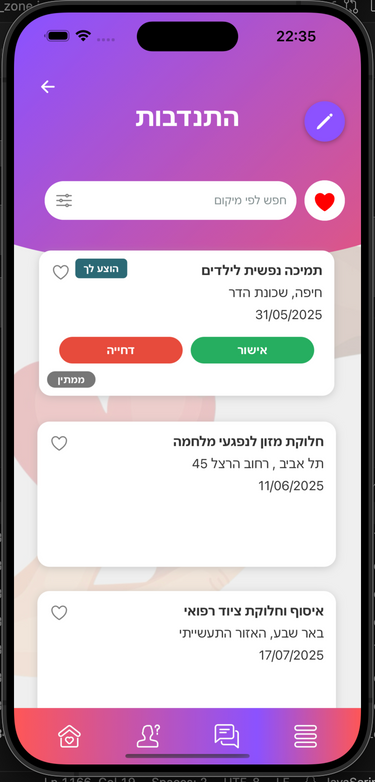 _zone.
22:35
התנדבות
חפש לפי מיקום
הוצע לך
תמיכה נפשית לילדים
חיפה, שכונת הדר
31/05/2025
אישור
דחייה
ממתין
חלוקת מזון לנפגעי מלחמה
תל אביב , רחוב הרצל 45
11/06/2025
איסוף וחלוקת ציוד רפואי
באר שבע, האזור התעשייתי
17/07/2025